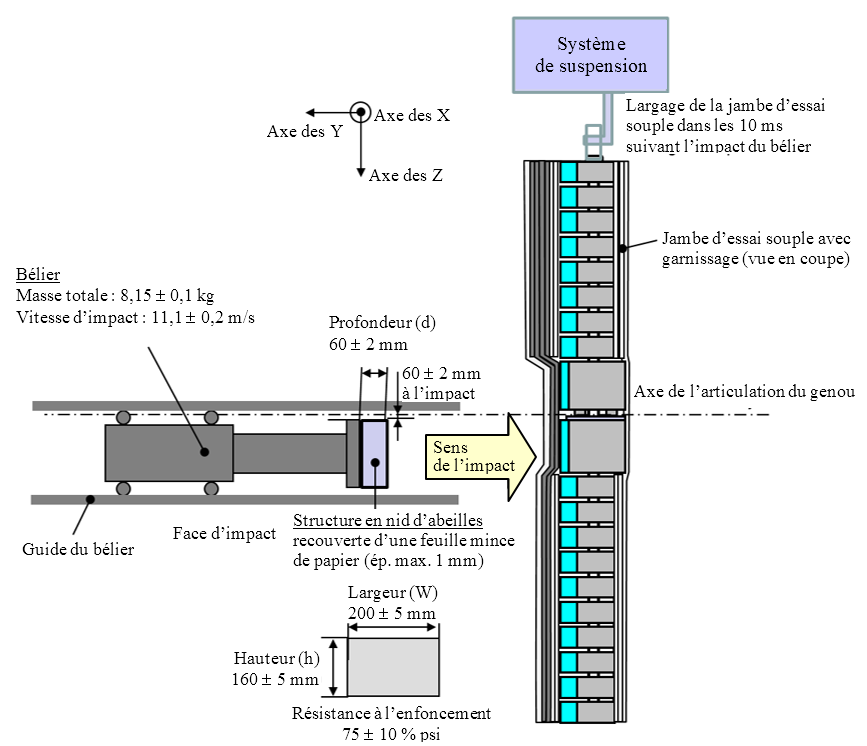 Système
de suspension
Largage de la jambe d’essai
souple dans les 10 ms
suivant l’impact du bélier
Axe des Y
Axe des X
Axe des Z
Jambe d’essai souple avec
garnissage (vue en coupe)
Bélier
Masse totale : 8,15 ± 0,1 kg
Vitesse d’impact : 11,1 ± 0,2 m/s
Profondeur (d)
60 ± 2 mm
60 ± 2 mm
à l’impact
Axe de l’articulation du genou
Sens
de l’impact
Guide du bélier
Face d’impact
Structure en nid d’abeilles
recouverte d’une feuille mince
de papier (ép. max. 1 mm)
Largeur (W)
200 ± 5 mm
Hauteur (h)
160 ± 5 mm
Résistance à l’enfoncement
75 ± 10 % psi